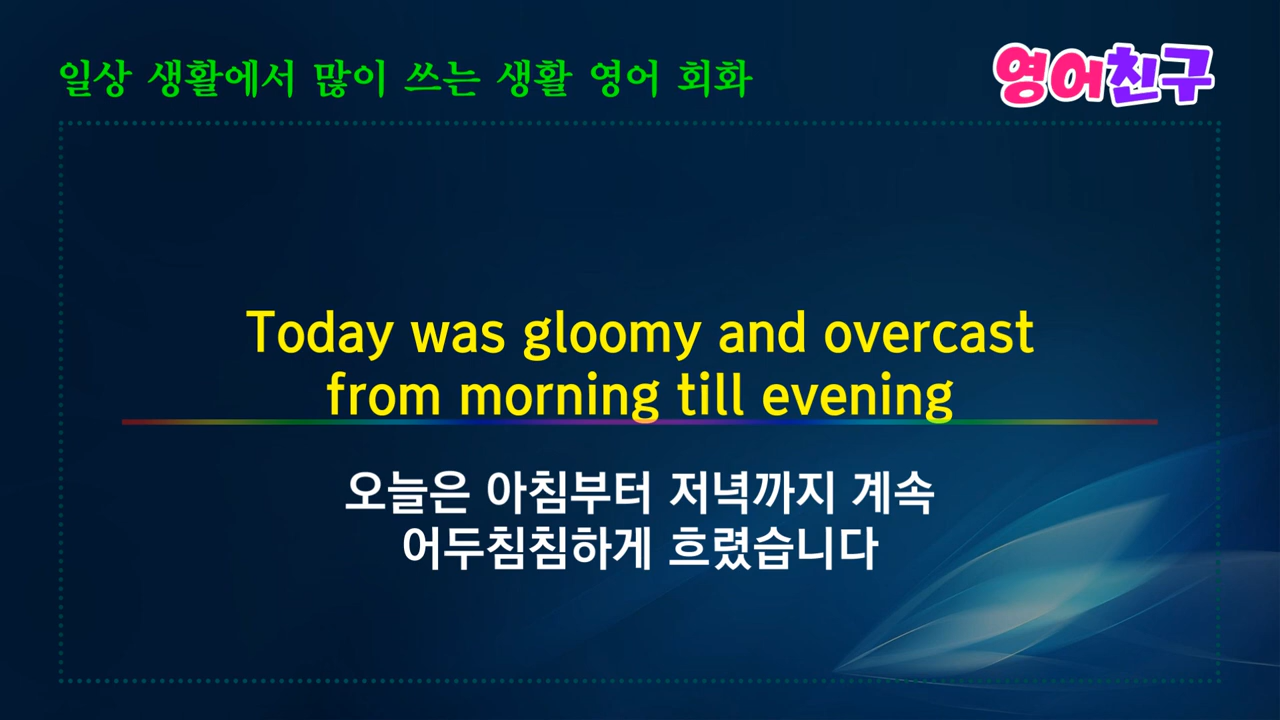 일상 생활에서 많이 쓰는 생활 영어 회화
영어친구
Today was gloomy and overcast
from morning till evening
오늘은 아침부터 저녁까지 계속
어두침침하게 흐렸습니다